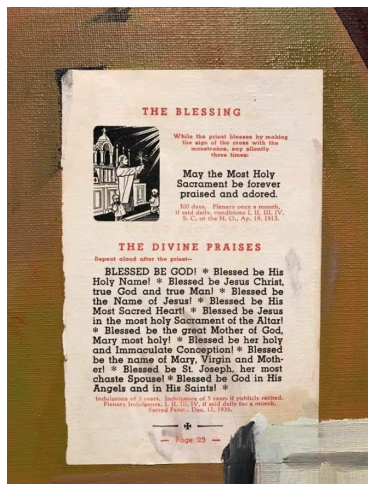 THE BLESSING
While the priest blesses by making
the sign of the cross with the
monstrance, say silently
three times:
May the Most Holy
Sacrament be forever
praised and adored.
300 days. Plenary once a month,
if said daily, conditions I, II, III, IV,
S. C. of the H. O., Ap. 19, 1913.
THE DIVINE PRAISES
Repeat aloud after the priest—
BLESSED BE GOD! * Blessed be His
Holy Name! * Blessed be Jesus Christ,
true God and true Man! * Blessed be
the Name of Jesus! * Blessed be His
Most Sacred Heart! * Blessed be Jesus
in the most holy Sacrament of the Altar!
* Blessed be the great Mother of God,
Mary most holy! * Blessed be her holy
and Immaculate Conception! * Blessed
be the name of Mary, Virgin and Moth-
er! * Blessed be St. Joseph, her most
chaste Spouse! * Blessed be God in His
Angels and in His Saints! *
Indulgence of 3 years. Indulgence of 5 years if publicly recited.
Plenary Indulgence, I, II, III, IV, if said daily for a month.
Sacred Penit., Dec. 12, 1935.
— Page 23 —